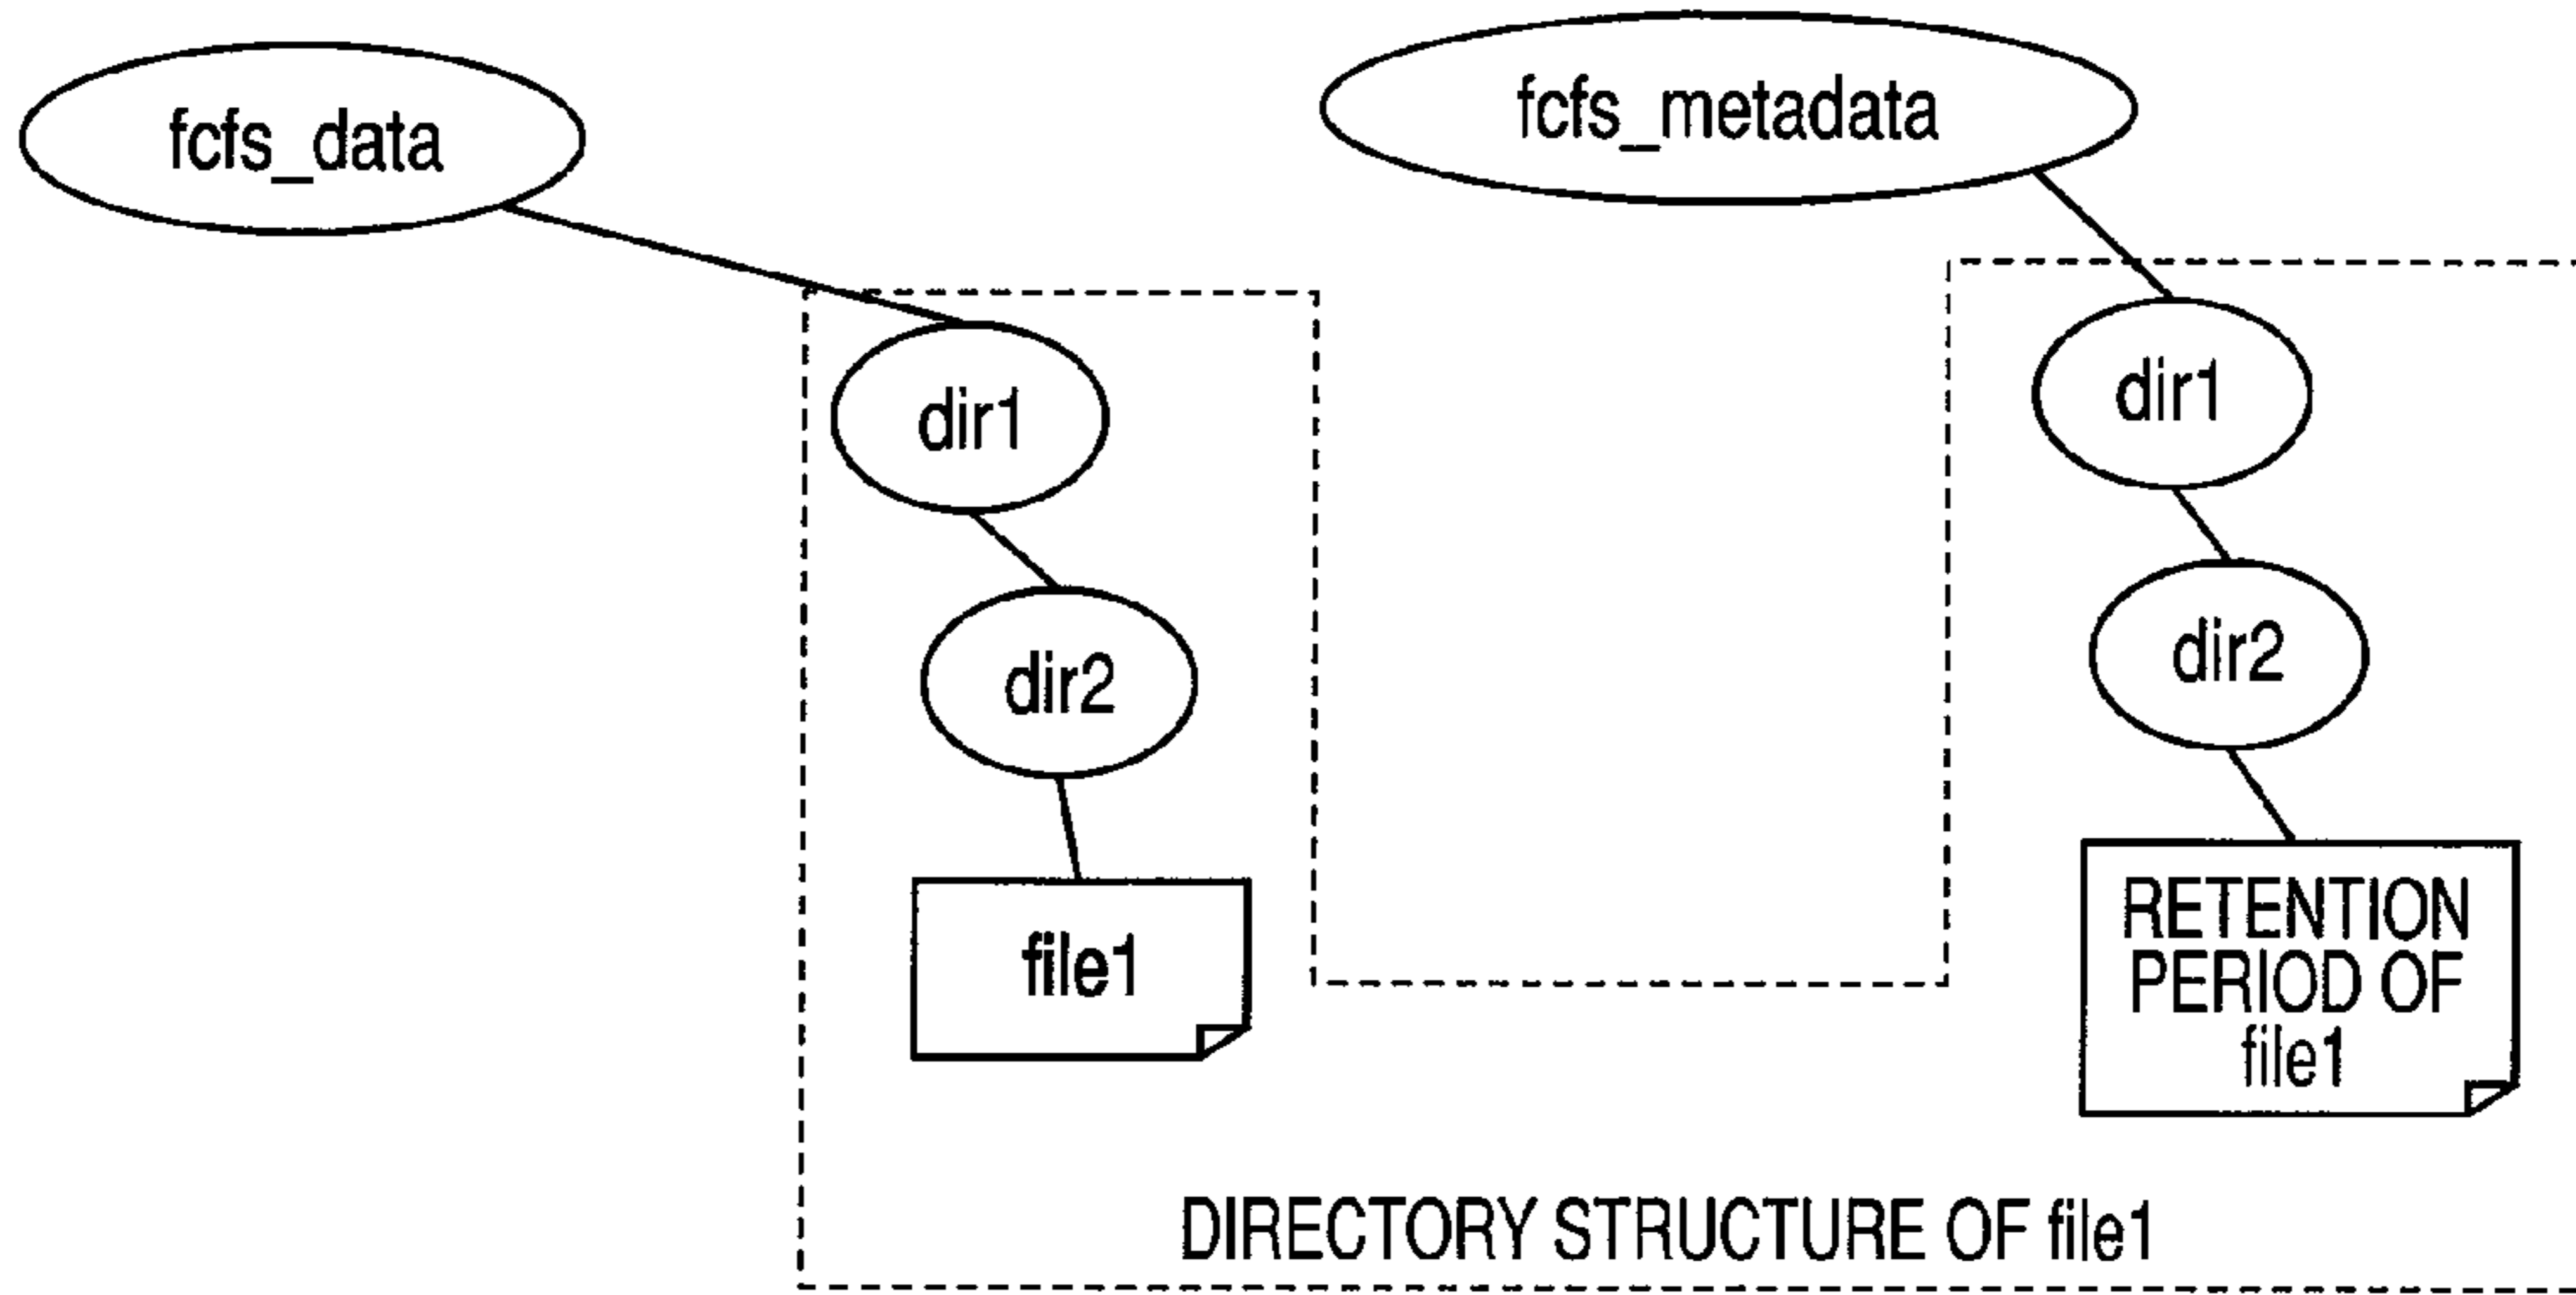 fcfs_data
fcfs_metadata
dir1
dir2
file1
dir1
dir2
RETENTION
PERIOD OF
file1
DIRECTORY STRUCTURE OF file1